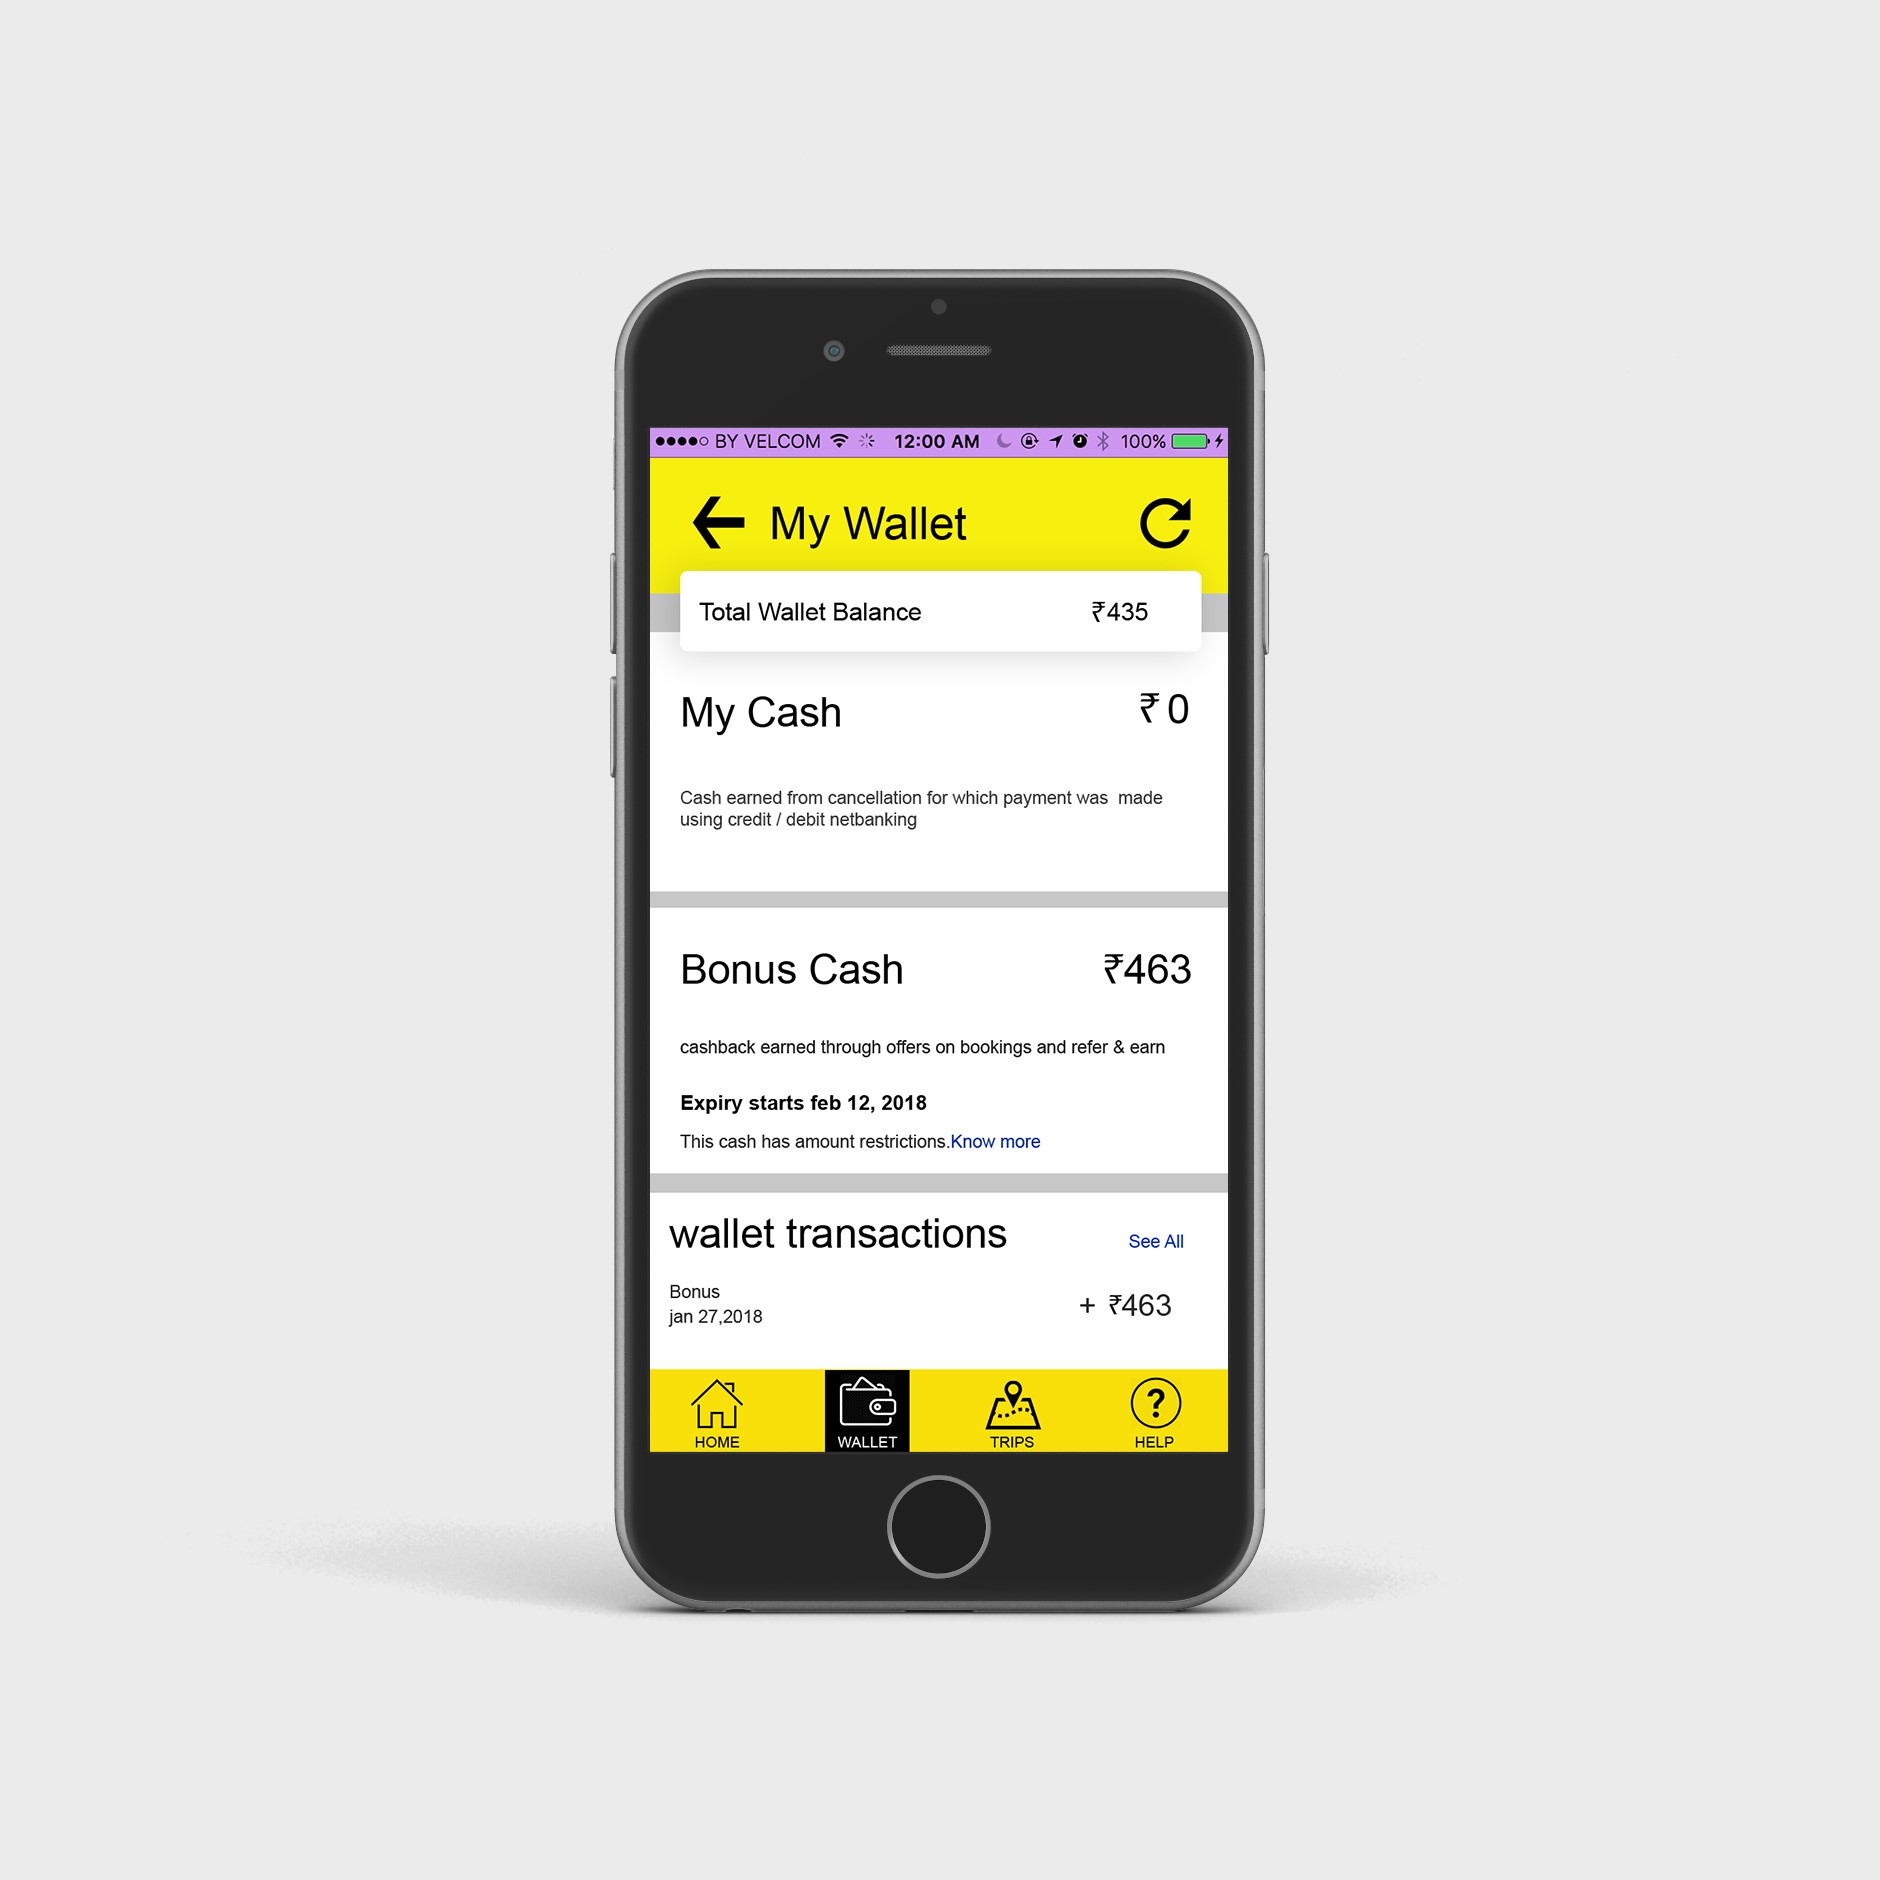 BY VELCOM 12:00 AM 100%
My Wallet
Total Wallet Balance ₹435
My Cash ₹ 0
Cash earned from cancellation for which payment was  made
using credit / debit netbanking
Bonus Cash ₹463
cashback earned through offers on bookings and refer & earn
Expiry starts feb 12, 2018
This cash has amount restrictions.Know more
wallet transactions See All
Bonus
jan 27,2018
+ ₹463
HOME WALLET TRIPS HELP